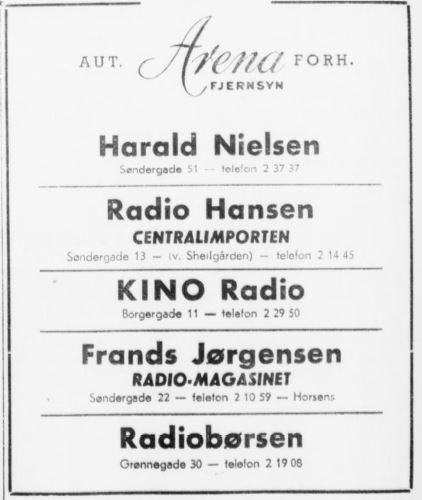 AUT. Arena FORH.
FJERNSYN
Harald Nielsen
Søndergade 51 — telefon 2 37 37
Radio Hansen
CENTRALIMPORTEN
Søndergade 13 — (v. Shellgården) — telefon 2 14 45
KINO Radio
Borgergade 11 — telefon 2 29 50
Frands Jørgensen
RADIO-MAGASINET
Søndergade 22 — telefon 2 10 59 — Horsens
Radiobørsen
Grønnegade 30 — telefon 2 19 08